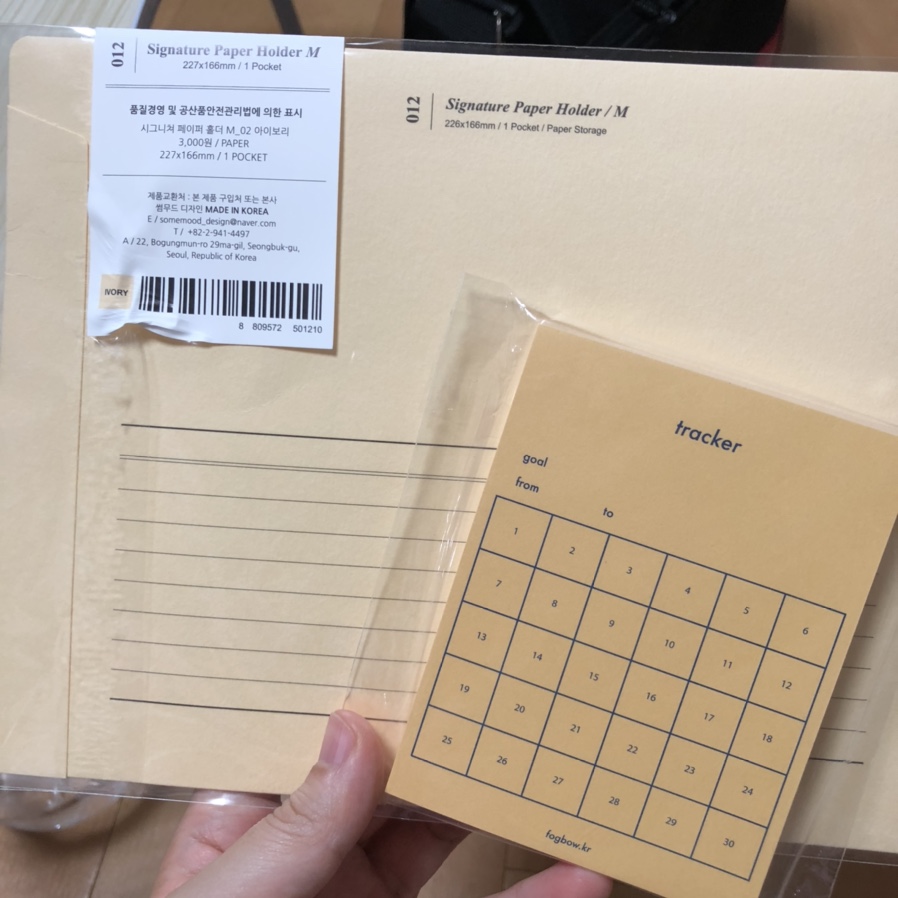 012
Signature Paper Holder M
227x166mm / 1 Pocket
품질경영 및 공산품안전관리법에 의한 표시
시그니처 페이퍼 홀더 M_02 아이보리
3,000원 / PAPER
227x166mm / 1 POCKET
제품교환처 : 본 제품 구입처 또는 본사
썸무드 디자인 MADE IN KOREA
E / somemood_design@naver.com
T / +82-2-941-4497
A / 22, Bogungmun-ro 29ma-gil, Seongbuk-gu,
Seoul, Republic of Korea
IVORY
8 809572 501210
012
Signature Paper Holder / M
226x166mm / 1 Pocket / Paper Storage
tracker
goal
from
to
1 2 3 4 5 6
7 8 9 10 11 12
13 14 15 16 17 18
19 20 21 22 23 24
25 26 27 28 29 30
fogbow.kr